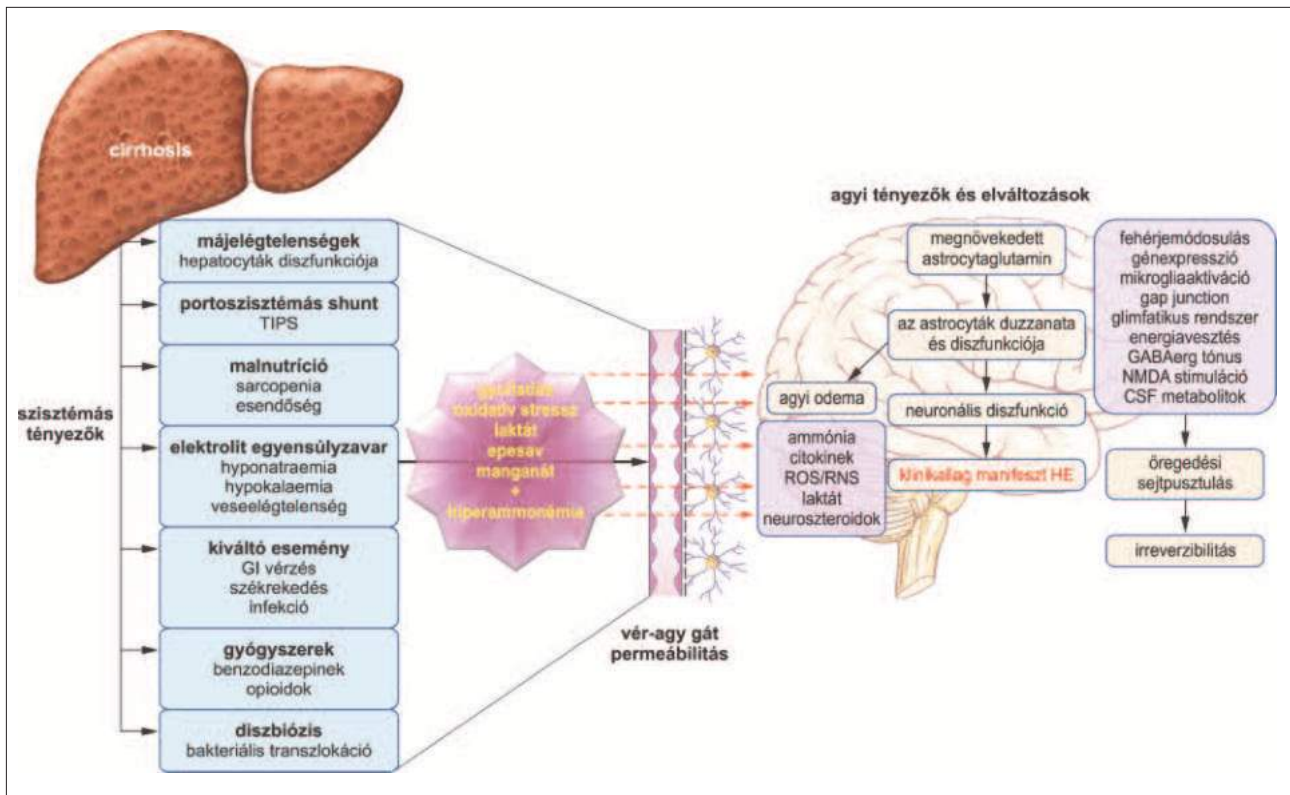 cirrhosis
szisztémás
tényezők
májelégtelenségek
hepatocyták diszfunkciója
portoszisztémás shunt
TIPS
malnutríció
sarcopenia
esendőség
elektrolit egyensúlyzavar
hyponatraemia
hypokalaemia
veseelégtelenség
kiváltó esemény
GI vérzés
székrekedés
infekció
gyógyszerek
benzodiazepinek
opioidok
diszbiózis
bakteriális transzlokáció
gyulladás
oxidatív stressz
laktát
epesav
manganát
+
hiperammonémia
vér-agy gát
permeábilitás
agyi tényezők és elváltozások
megnövekedett
astrocytaglutamin
az astrocyták duzzanata
és diszfunkciója
agyi odema
neuronális diszfunkció
klinikailag manifeszt HE
ammónia
citokinek
ROS/RNS
laktát
neuroszteroidok
fehérjemódosulás
génexpresszió
mikrogliaaktiváció
gap junction
glimfatikus rendszer
energiavesztés
GABAerg tónus
NMDA stimuláció
CSF metabolitok
öregedési
sejtpusztulás
irreverzibilitás